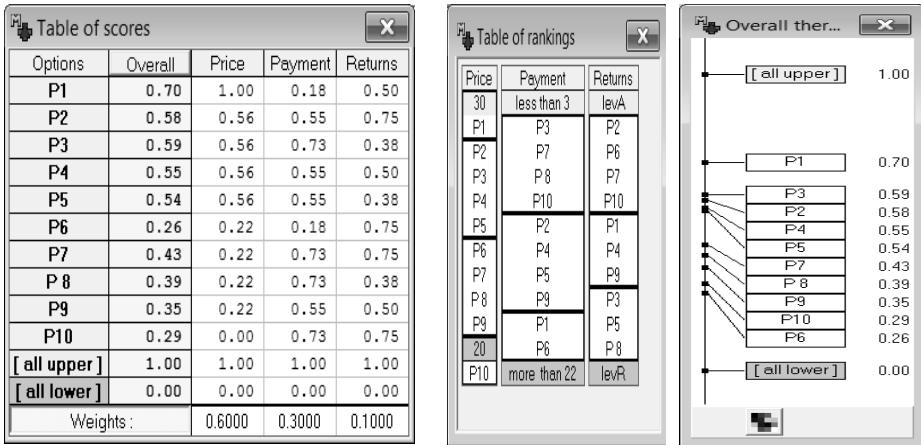 Table of scores
Options Overall Price Payment Returns
P1 0.70 1.00 0.18 0.50
P2 0.58 0.56 0.55 0.75
P3 0.59 0.56 0.73 0.38
P4 0.55 0.56 0.55 0.50
P5 0.54 0.56 0.55 0.38
P6 0.26 0.22 0.18 0.75
P7 0.43 0.22 0.73 0.75
P 8 0.39 0.22 0.73 0.38
P9 0.35 0.22 0.55 0.50
P10 0.29 0.00 0.73 0.75
[ all upper ] 1.00 1.00 1.00 1.00
[ all lower ] 0.00 0.00 0.00 0.00
Weights : 0.6000 0.3000 0.1000
Table of rankings
Price Payment Returns
30 less than 3 levA
P1 P3 P2
P2 P7 P6
P3 P 8 P7
P4 P10 P10
P5 P2 P1
P6 P4 P4
P7 P5 P9
P 8 P9 P3
P9 P1 P5
20 P6 P 8
P10 more than 22 levR
Overall ther...
[ all upper ] 1.00
P1 0.70
P3 0.59
P2 0.58
P4 0.55
P5 0.54
P7 0.43
P 8 0.39
P9 0.35
P10 0.29
P6 0.26
[ all lower ] 0.00